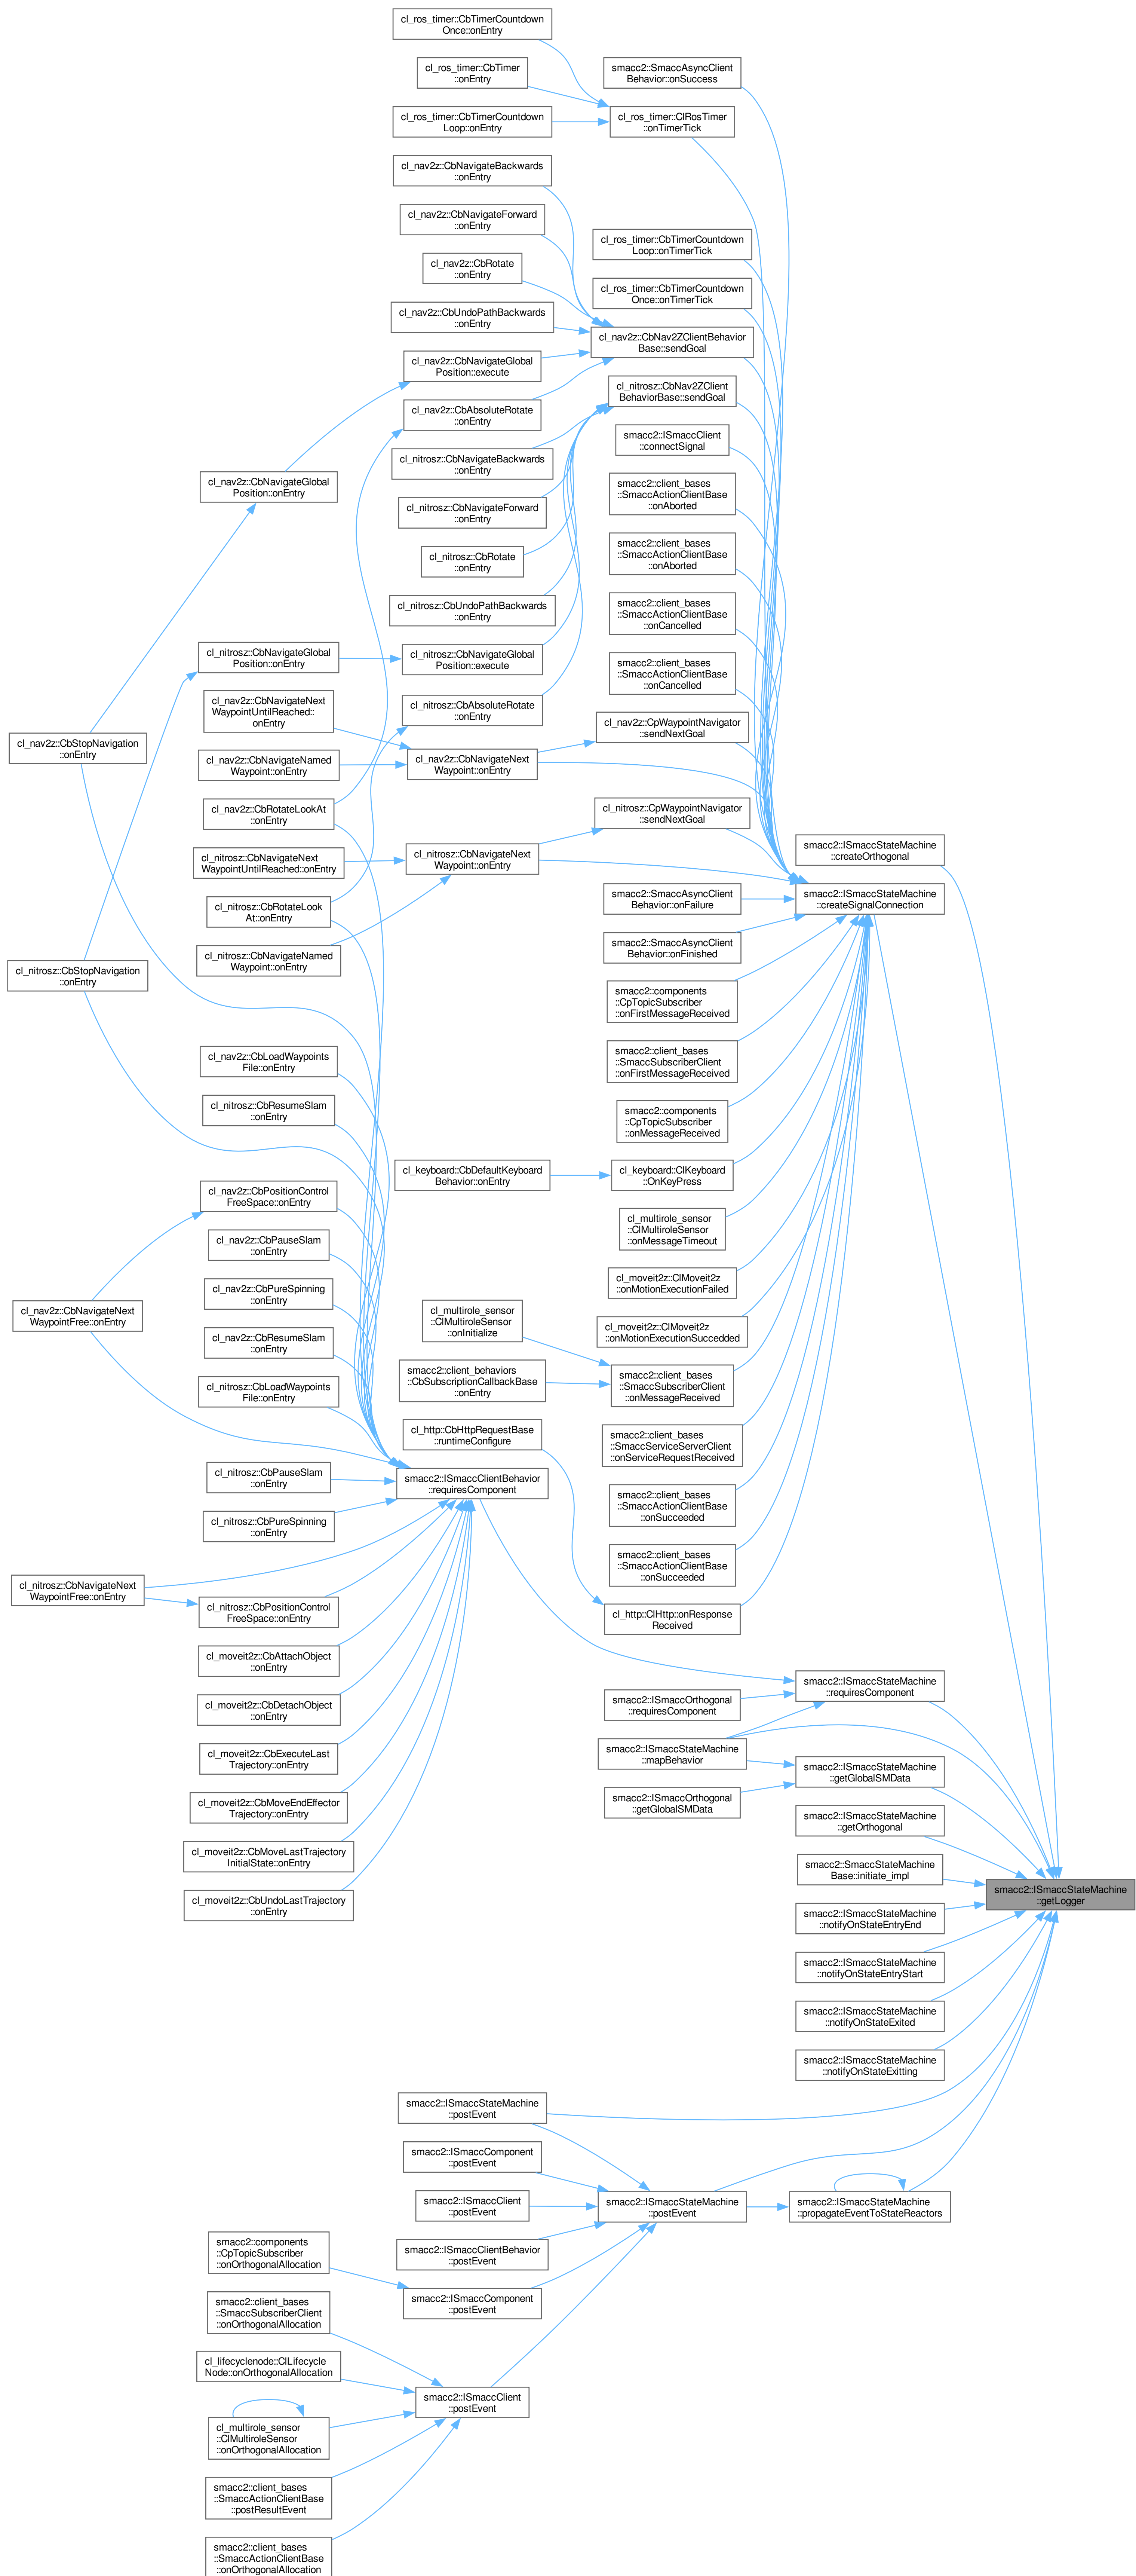 cl_ros_timer::CbTimerCountdown
Once::onEntry
cl_ros_timer::CbTimer
::onEntry
smacc2::SmaccAsyncClient
Behavior::onSuccess
cl_ros_timer::CbTimerCountdown
Loop::onEntry
cl_ros_timer::ClRosTimer
::onTimerTick
cl_nav2z::CbNavigateBackwards
::onEntry
cl_nav2z::CbNavigateForward
::onEntry
cl_ros_timer::CbTimerCountdown
Loop::onTimerTick
cl_nav2z::CbRotate
::onEntry
cl_ros_timer::CbTimerCountdown
Once::onTimerTick
cl_nav2z::CbUndoPathBackwards
::onEntry
cl_nav2z::CbNav2ZClientBehavior
Base::sendGoal
cl_nav2z::CbNavigateGlobal
Position::execute
cl_nitrosz::CbNav2ZClient
BehaviorBase::sendGoal
cl_nav2z::CbAbsoluteRotate
::onEntry
smacc2::ISmaccClient
::connectSignal
cl_nitrosz::CbNavigateBackwards
::onEntry
cl_nav2z::CbNavigateGlobal
Position::onEntry
smacc2::client_bases
::SmaccActionClientBase
::onAborted
cl_nitrosz::CbNavigateForward
::onEntry
smacc2::client_bases
::SmaccActionClientBase
::onAborted
cl_nitrosz::CbRotate
::onEntry
cl_nitrosz::CbUndoPathBackwards
::onEntry
smacc2::client_bases
::SmaccActionClientBase
::onCancelled
cl_nitrosz::CbNavigateGlobal
Position::onEntry
cl_nitrosz::CbNavigateGlobal
Position::execute
smacc2::client_bases
::SmaccActionClientBase
::onCancelled
cl_nav2z::CbNavigateNext
WaypointUntilReached::
onEntry
cl_nitrosz::CbAbsoluteRotate
::onEntry
cl_nav2z::CpWaypointNavigator
::sendNextGoal
cl_nav2z::CbStopNavigation
::onEntry
cl_nav2z::CbNavigateNamed
Waypoint::onEntry
cl_nav2z::CbNavigateNext
Waypoint::onEntry
cl_nav2z::CbRotateLookAt
::onEntry
cl_nitrosz::CpWaypointNavigator
::sendNextGoal
cl_nitrosz::CbNavigateNext
WaypointUntilReached::onEntry
cl_nitrosz::CbNavigateNext
Waypoint::onEntry
smacc2::ISmaccStateMachine
::createOrthogonal
cl_nitrosz::CbRotateLook
At::onEntry
smacc2::SmaccAsyncClient
Behavior::onFailure
smacc2::ISmaccStateMachine
::createSignalConnection
cl_nitrosz::CbNavigateNamed
Waypoint::onEntry
smacc2::SmaccAsyncClient
Behavior::onFinished
cl_nitrosz::CbStopNavigation
::onEntry
smacc2::components
::CpTopicSubscriber
::onFirstMessageReceived
cl_nav2z::CbLoadWaypoints
File::onEntry
smacc2::client_bases
::SmaccSubscriberClient
::onFirstMessageReceived
cl_nitrosz::CbResumeSlam
::onEntry
smacc2::components
::CpTopicSubscriber
::onMessageReceived
cl_keyboard::CbDefaultKeyboard
Behavior::onEntry
cl_keyboard::ClKeyboard
::OnKeyPress
cl_nav2z::CbPositionControl
FreeSpace::onEntry
cl_multirole_sensor
::ClMultiroleSensor
::onMessageTimeout
cl_nav2z::CbPauseSlam
::onEntry
cl_nav2z::CbPureSpinning
::onEntry
cl_moveit2z::ClMoveit2z
::onMotionExecutionFailed
cl_nav2z::CbNavigateNext
WaypointFree::onEntry
cl_multirole_sensor
::ClMultiroleSensor
::onInitialize
cl_moveit2z::ClMoveit2z
::onMotionExecutionSuccedded
cl_nav2z::CbResumeSlam
::onEntry
smacc2::client_behaviors
::CbSubscriptionCallbackBase
::onEntry
smacc2::client_bases
::SmaccSubscriberClient
::onMessageReceived
cl_nitrosz::CbLoadWaypoints
File::onEntry
cl_http::CbHttpRequestBase
::runtimeConfigure
smacc2::client_bases
::SmaccServiceServerClient
::onServiceRequestReceived
cl_nitrosz::CbPauseSlam
::onEntry
smacc2::ISmaccClientBehavior
::requiresComponent
smacc2::client_bases
::SmaccActionClientBase
::onSucceeded
cl_nitrosz::CbPureSpinning
::onEntry
smacc2::client_bases
::SmaccActionClientBase
::onSucceeded
cl_nitrosz::CbNavigateNext
WaypointFree::onEntry
cl_nitrosz::CbPositionControl
FreeSpace::onEntry
cl_http::ClHttp::onResponse
Received
cl_moveit2z::CbAttachObject
::onEntry
smacc2::ISmaccStateMachine
::requiresComponent
cl_moveit2z::CbDetachObject
::onEntry
smacc2::ISmaccOrthogonal
::requiresComponent
cl_moveit2z::CbExecuteLast
Trajectory::onEntry
smacc2::ISmaccStateMachine
::mapBehavior
smacc2::ISmaccStateMachine
::getGlobalSMData
cl_moveit2z::CbMoveEndEffector
Trajectory::onEntry
smacc2::ISmaccOrthogonal
::getGlobalSMData
smacc2::ISmaccStateMachine
::getOrthogonal
cl_moveit2z::CbMoveLastTrajectory
InitialState::onEntry
smacc2::SmaccStateMachine
Base::initiate_impl
cl_moveit2z::CbUndoLastTrajectory
::onEntry
smacc2::ISmaccStateMachine
::getLogger
smacc2::ISmaccStateMachine
::notifyOnStateEntryEnd
smacc2::ISmaccStateMachine
::notifyOnStateEntryStart
smacc2::ISmaccStateMachine
::notifyOnStateExited
smacc2::ISmaccStateMachine
::notifyOnStateExitting
smacc2::ISmaccStateMachine
::postEvent
smacc2::ISmaccComponent
::postEvent
smacc2::ISmaccClient
::postEvent
smacc2::ISmaccStateMachine
::postEvent
smacc2::ISmaccStateMachine
::propagateEventToStateReactors
smacc2::ISmaccClientBehavior
::postEvent
smacc2::components
::CpTopicSubscriber
::onOrthogonalAllocation
smacc2::ISmaccComponent
::postEvent
smacc2::client_bases
::SmaccSubscriberClient
::onOrthogonalAllocation
cl_lifecyclenode::ClLifecycle
Node::onOrthogonalAllocation
smacc2::ISmaccClient
::postEvent
cl_multirole_sensor
::ClMultiroleSensor
::onOrthogonalAllocation
smacc2::client_bases
::SmaccActionClientBase
::postResultEvent
smacc2::client_bases
::SmaccActionClientBase
::onOrthogonalAllocation